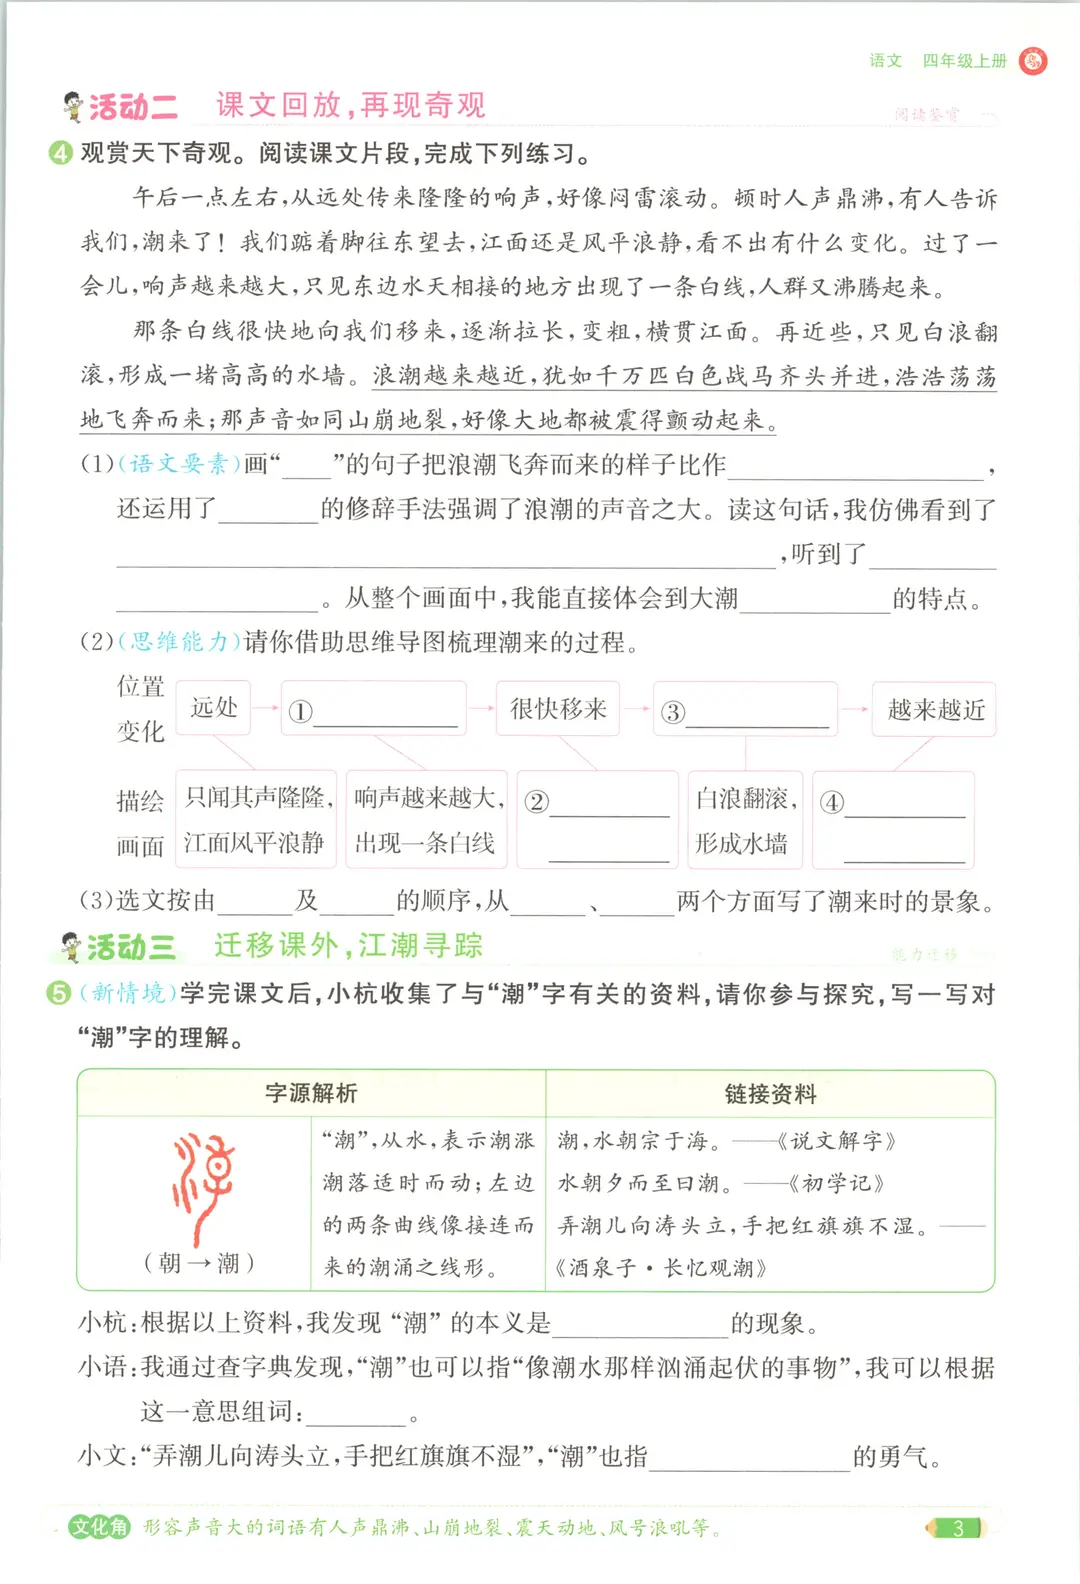 语文 四年级上册
活动二 课文回放,再现奇观
阅读鉴赏
4 观赏天下奇观。阅读课文片段,完成下列练习。
午后一点左右,从远处传来隆隆的响声,好像闷雷滚动。顿时人声鼎沸,有人告诉
我们,潮来了!我们踮着脚往东望去,江面还是风平浪静,看不出有什么变化。过了一
会儿,响声越来越大,只见东边水天相接的地方出现了一条白线,人群又沸腾起来。
那条白线很快地向我们移来,逐渐拉长,变粗,横贯江面。再近些,只见白浪翻
滚,形成一堵高高的水墙。浪潮越来越近,犹如千万匹白色战马齐头并进,浩浩荡荡
地飞奔而来;那声音如同山崩地裂,好像大地都被震得颤动起来。
(1)(语文要素)画“____”的句子把浪潮飞奔而来的样子比作____________________,
还运用了________的修辞手法强调了浪潮的声音之大。读这句话,我仿佛看到了
____________________________________________________,听到了__________
________________。从整个画面中,我能直接体会到大潮____________的特点。
(2)(思维能力)请你借助思维导图梳理潮来的过程。
位置
变化
远处 ①____________ 很快移来 ③____________ 越来越近
描绘
画面
只闻其声隆隆, 响声越来越大, ②__________ 白浪翻滚, ④__________
江面风平浪静 出现一条白线 __________ 形成水墙 __________
(3)选文按由______及______的顺序,从______、______两个方面写了潮来时的景象。
活动三 迁移课外,江潮寻踪
能力迁移
5 (新情境)学完课文后,小杭收集了与“潮”字有关的资料,请你参与探究,写一写对
“潮”字的理解。
字源解析 链接资料
(朝→潮)
“潮”,从水,表示潮涨
潮落适时而动;左边
的两条曲线像接连而
来的潮涌之线形。
潮,水朝宗于海。——《说文解字》
水朝夕而至曰潮。——《初学记》
弄潮儿向涛头立,手把红旗旗不湿。——
《酒泉子·长忆观潮》
小杭:根据以上资料,我发现“潮”的本义是______________的现象。
小语:我通过查字典发现,“潮”也可以指“像潮水那样汹涌起伏的事物”,我可以根据
这一意思组词:________。
小文:“弄潮儿向涛头立,手把红旗旗不湿”,“潮”也指________________的勇气。
文化角 形容声音大的词语有人声鼎沸、山崩地裂、震天动地、风号浪吼等。
3